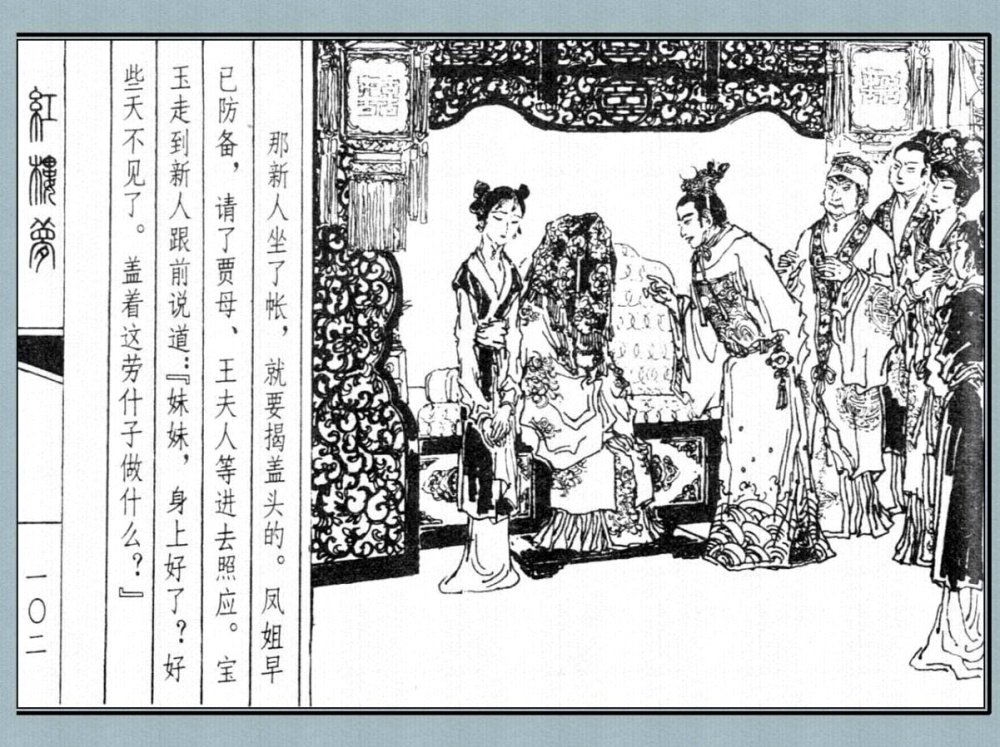 那新人坐了帐，就要揭盖头的。凤姐早
已防备，请了贾母、王夫人等进去照应。宝
玉走到新人跟前说道：『妹妹，身上好了？好
些天不见了。盖着这劳什子做什么？』
紅樓夢
一〇二